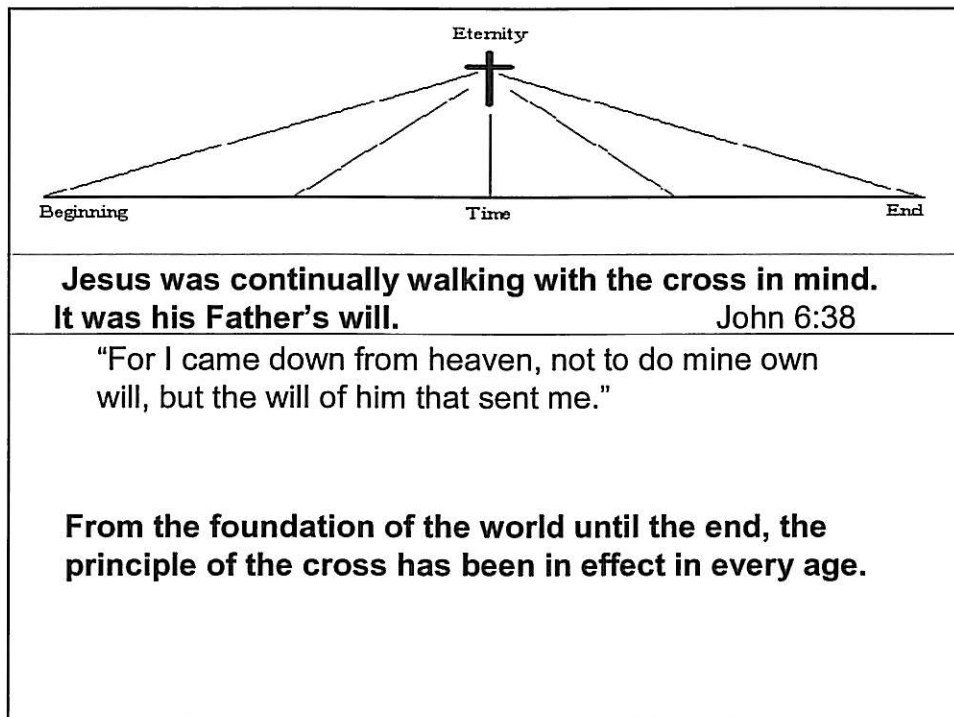 Eternity
Beginning
Time
End
Jesus was continually walking with the cross in mind.
It was his Father’s will. John 6:38
“For I came down from heaven, not to do mine own
will, but the will of him that sent me.”
From the foundation of the world until the end, the
principle of the cross has been in effect in every age.